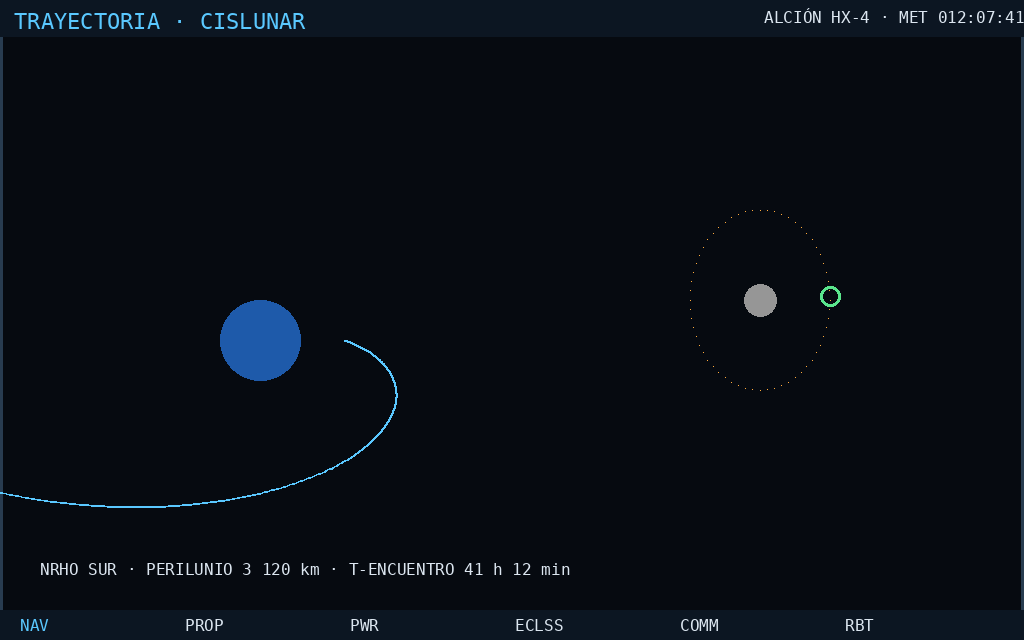 TRAYECTORIA · CISLUNAR
ALCIÓN HX-4 · MET 012:07:41
NRHO SUR · PERILUNIO 3 120 km · T-ENCUENTRO 41 h 12 min
NAV PROP PWR ECLSS COMM RBT